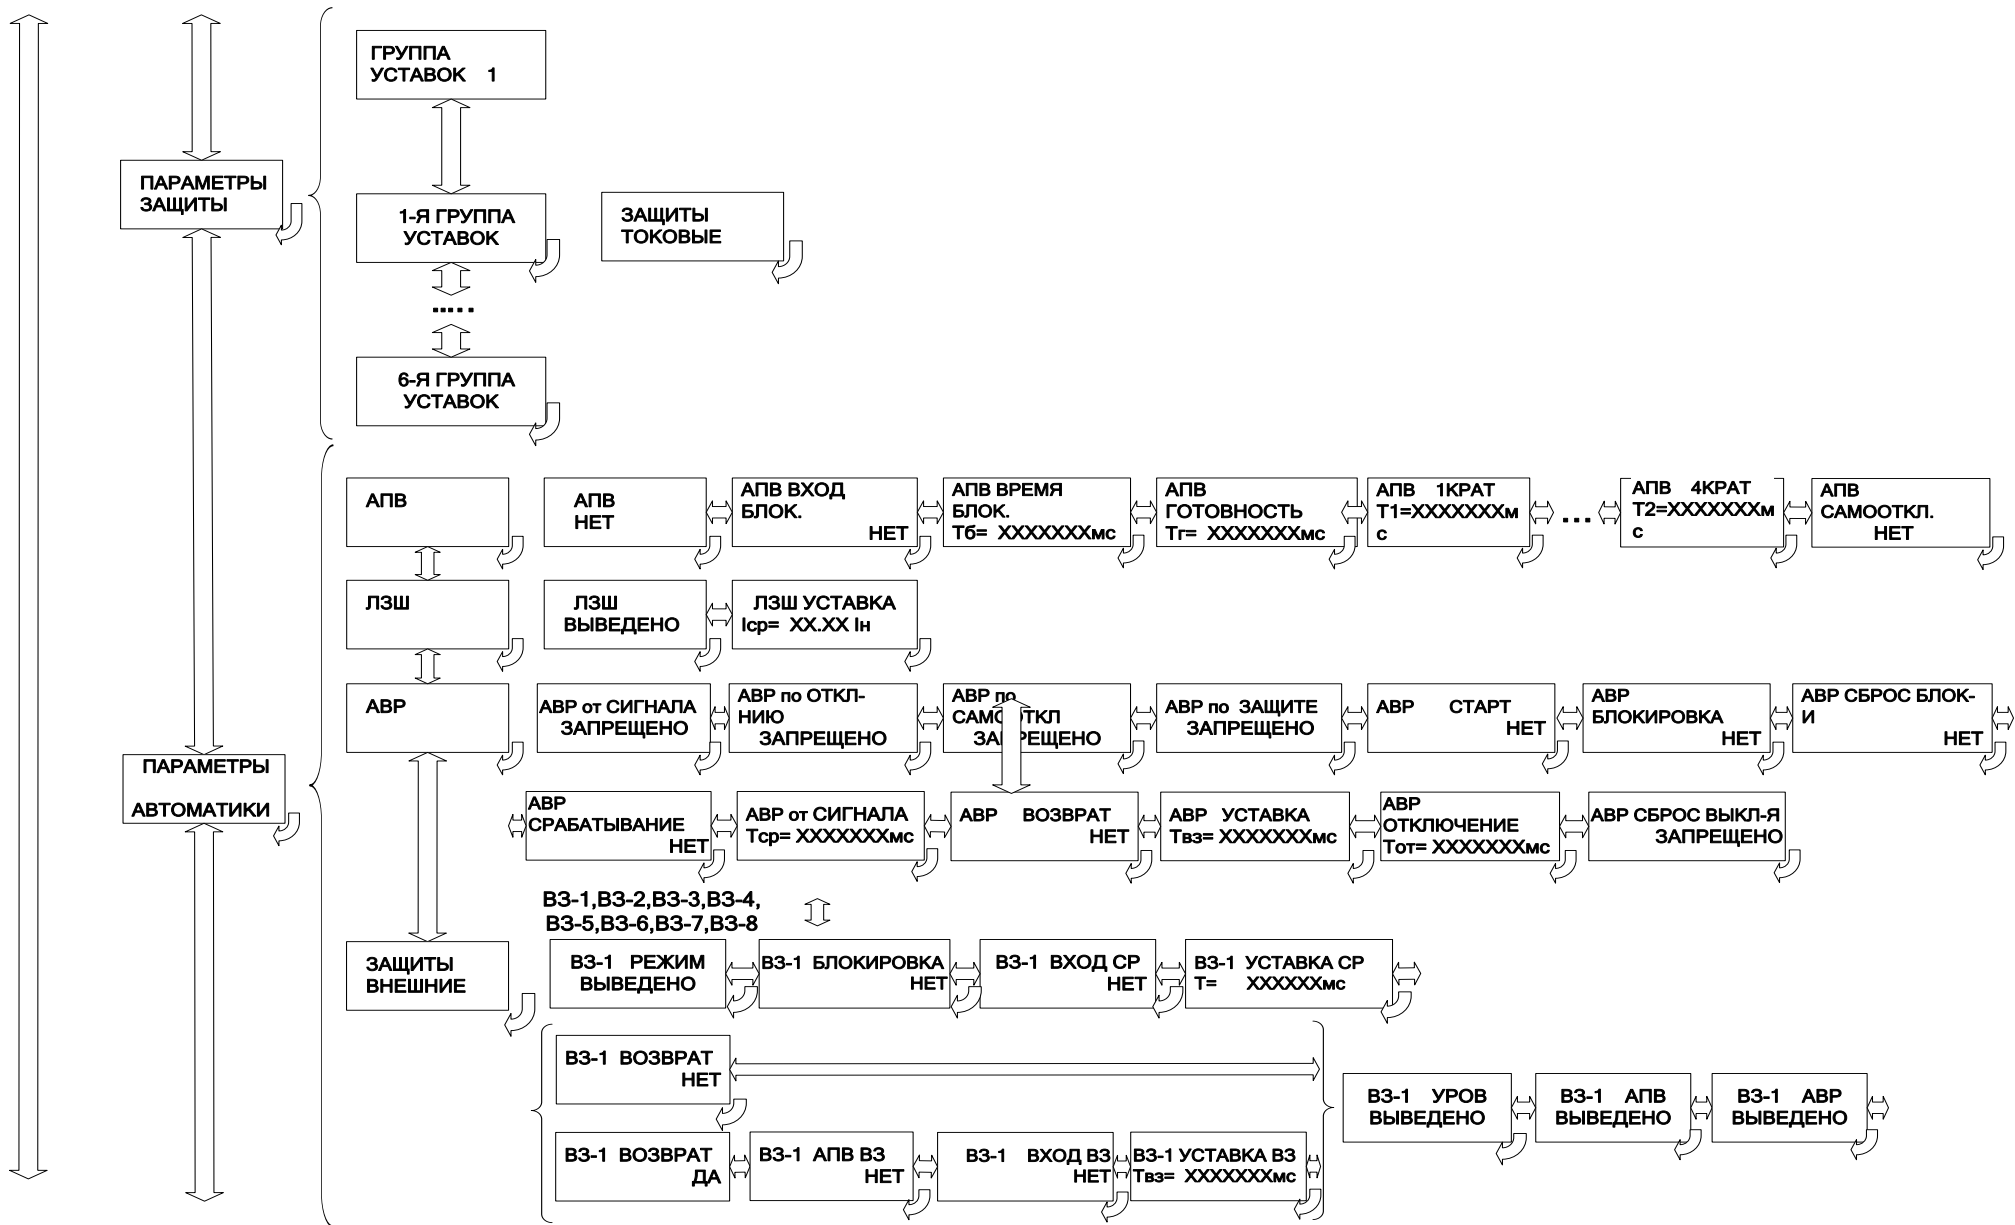 ГРУППА
УСТАВОК 1
ПАРАМЕТРЫ
ЗАЩИТЫ
1-Я ГРУППА
УСТАВОК
ЗАЩИТЫ
ТОКОВЫЕ
.....
6-Я ГРУППА
УСТАВОК
АПВ
АПВ
НЕТ
АПВ ВХОД
БЛОК.
НЕТ
АПВ ВРЕМЯ
БЛОК.
Тб= ХХХХХХХмс
АПВ
ГОТОВНОСТЬ
Тг= ХХХХХХХмс
АПВ 1КРАТ
Т1=ХХХХХХХм
с
...
АПВ 4КРАТ
Т2=ХХХХХХХм
с
АПВ
САМООТКЛ.
НЕТ
ЛЗШ
ЛЗШ
ВЫВЕДЕНО
ЛЗШ УСТАВКА
Iср= ХХ.ХХ Iн
АВР
АВР от СИГНАЛА
ЗАПРЕЩЕНО
АВР по ОТКЛ-
НИЮ
ЗАПРЕЩЕНО
АВР по
САМООТКЛ
ЗАПРЕЩЕНО
АВР по ЗАЩИТЕ
ЗАПРЕЩЕНО
АВР СТАРТ
НЕТ
АВР
БЛОКИРОВКА
НЕТ
АВР СБРОС БЛОК-
И
НЕТ
ПАРАМЕТРЫ
АВТОМАТИКИ
АВР
СРАБАТЫВАНИЕ
НЕТ
АВР от СИГНАЛА
Тср= ХХХХХХХмс
АВР ВОЗВРАТ
НЕТ
АВР УСТАВКА
Твз= ХХХХХХХмс
АВР
ОТКЛЮЧЕНИЕ
Тот= ХХХХХХХмс
АВР СБРОС ВЫКЛ-Я
ЗАПРЕЩЕНО
ВЗ-1,ВЗ-2,ВЗ-3,ВЗ-4,
ВЗ-5,ВЗ-6,ВЗ-7,ВЗ-8
ЗАЩИТЫ
ВНЕШНИЕ
ВЗ-1 РЕЖИМ
ВЫВЕДЕНО
ВЗ-1 БЛОКИРОВКА
НЕТ
ВЗ-1 ВХОД СР
НЕТ
ВЗ-1 УСТАВКА СР
Т= ХХХХХХмс
ВЗ-1 ВОЗВРАТ
НЕТ
ВЗ-1 УРОВ
ВЫВЕДЕНО
ВЗ-1 АПВ
ВЫВЕДЕНО
ВЗ-1 АВР
ВЫВЕДЕНО
ВЗ-1 ВОЗВРАТ
ДА
ВЗ-1 АПВ ВЗ
НЕТ
ВЗ-1 ВХОД ВЗ
НЕТ
ВЗ-1 УСТАВКА ВЗ
Твз= ХХХХХХХмс